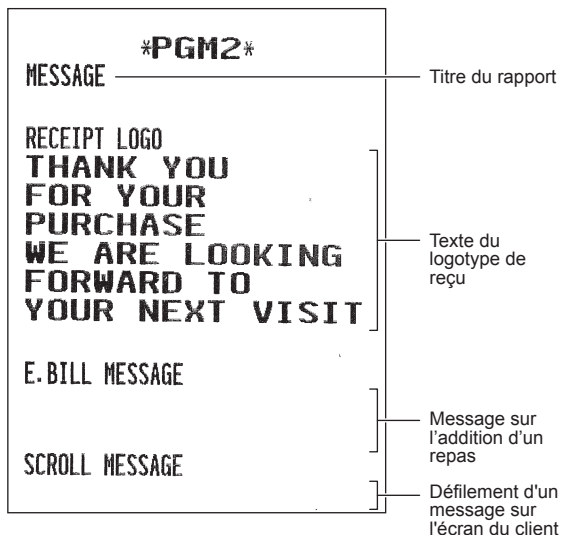 *PGM2*
MESSAGE
Titre du rapport
RECEIPT LOGO
THANK YOU
FOR YOUR
PURCHASE
WE ARE LOOKING
FORWARD TO
YOUR NEXT VISIT
Texte du
logotype de
reçu
E.BILL MESSAGE
Message sur
l’addition d’un
repas
SCROLL MESSAGE
Défilement d'un
message sur
l'écran du client